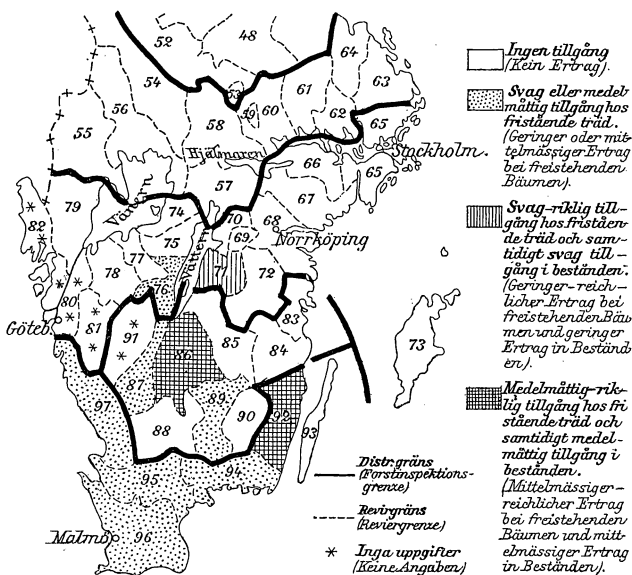 52
48
64
54
63
53
61
59
60
62
56
58
65
55
Hjälmaren
Stockholm.
66
65
57
67
79
Vänern
74
70
68
82
69
Norrköping
75
Vättern
77
78
71
72
76
80
83
Göteb.
81
91
85
84
73
86
87
97
89
90
92
88
93
94
95
Malmö
96
Ingen tillgång
(Kein Ertrag).
Svag eller medel-
måttig tillgång hos
fristående träd.
(Geringer oder mit-
telmässiger Ertrag
bei freistehenden
Bäumen).
Svag-riklig till-
gång hos friståen-
de träd och sam-
tidigt svag till-
gång i bestånden.
(Geringer-reich-
licher Ertrag bei
freistehenden Bäu
men und geringer
Ertrag in Beständ
en).
Medelmåttig-rik-
lig tillgång hos fri
stående träd och
samtidigt medel-
måttig tillgång i
bestånden.
(Mittelmässiger-
reichlicher Ertrag
bei freistehenden
Bäumen und mitt-
elmässiger Ertrag
in Beständen).
Distr.gräns
(Forstinspektions-
grenze)
Revirgräns
(Reviergrenze)
Inga uppgifter
(Keine Angaben)